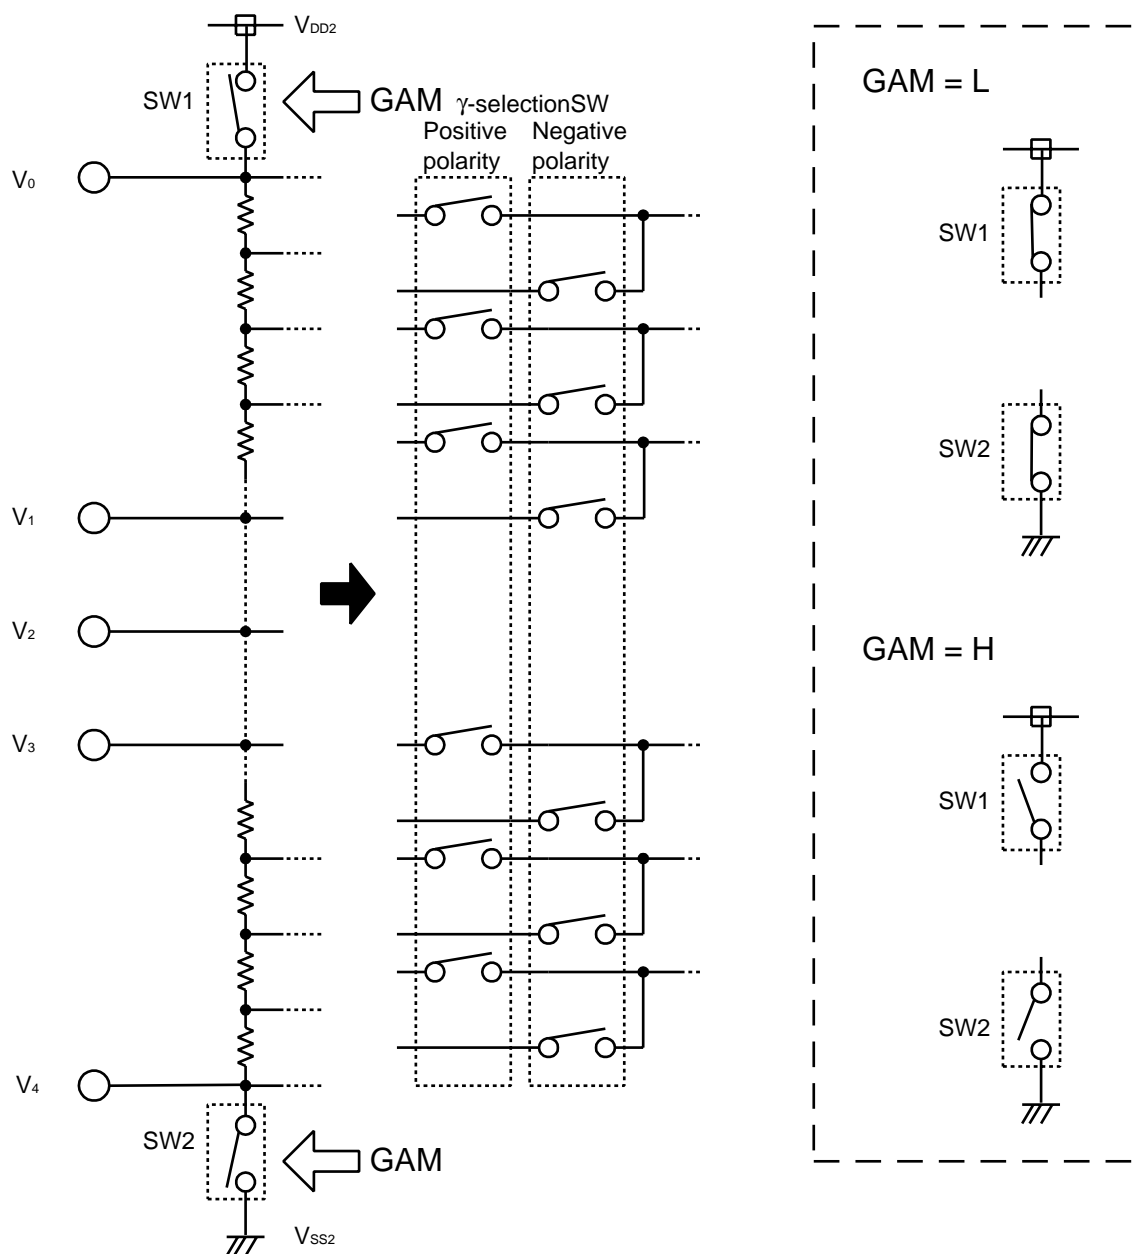 VDD2
SW1
GAM
γ-selectionSW
Positive polarity
Negative polarity
V0
V1
V2
V3
V4
SW2
GAM
VSS2
GAM = L
SW1
SW2
GAM = H
SW1
SW2